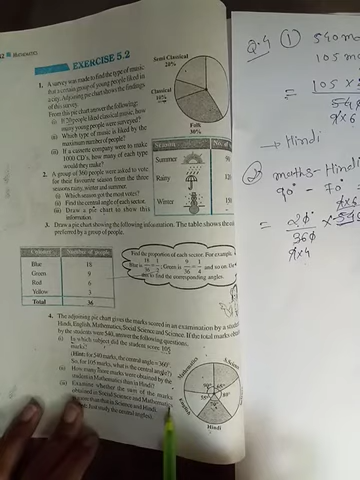 MATHEMATICS
EXERCISE 5.2
1. A survey was made to find the type of music
that a certain group of young people liked in
a city. Adjoining pie chart shows the findings
of this survey.
From this pie chart answer the following:
(i) If 20 people liked classical music, how
many young people were surveyed?
(ii) Which type of music is liked by the
maximum number of people?
(iii) If a cassette company were to make
1000 CD's, how many of each type
would they make?
Semi Classical
20%
Classical
10%
Folk
30%
2. A group of 360 people were asked to vote
for their favourite season from the three
seasons rainy, winter and summer.
(i) Which season got the most votes?
(ii) Find the central angle of each sector.
(iii) Draw a pie chart to show this
information.
Season
Summer 90
Rainy 120
Winter 150
3. Draw a pie chart showing the following information. The table shows the
preferred by a group of people.
Colours Number of people
Blue 18
Green 9
Red 6
Yellow 3
Total 36
Find the proportion of each sector. For example,
Blue is 18/36 = 1/2; Green is 9/36 = 1/4 and so on. Use
this to find the corresponding angles.
4. The adjoining pie chart gives the marks scored in an examination by a student
Hindi, English, Mathematics, Social Science and Science. If the total marks
by the students were 540, answer the following questions.
(i) In which subject did the student score 105
marks?
(Hint: for 540 marks, the central angle = 360°.
So, for 105 marks, what is the central angle?)
(ii) How many more marks were obtained by the
student in Mathematics than in Hindi?
(iii) Examine whether the sum of the marks
obtained in Social Science and Mathematics
is more than that in Science and Hindi.
Just study the central angles).
Mathematics
English
Hindi
90°
65°
55°
80°
Q.4 (i)
105
→ Hindi
maths - Hindi
90° - 70°
= 20°
360